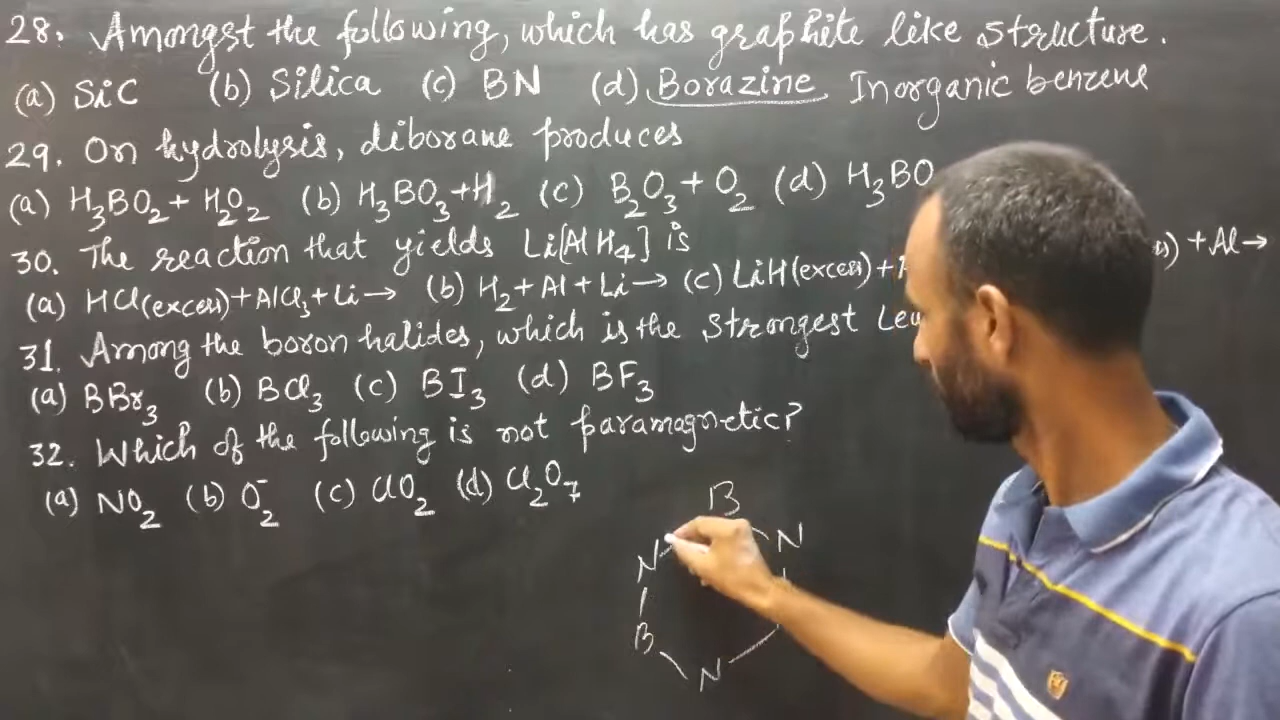 28. Amongst the following, which has graphite like structure.
(a) SiC (b) Silica (c) BN (d) Borazine Inorganic benzene
29. On hydrolysis, diborane produces
(a) H₃BO₂ + H₂O₂ (b) H₃BO₃ + H₂ (c) B₂O₃ + O₂ (d) H₃BO
30. The reaction that yields Li[AlH₄] is
(a) HCl(excess) + AlCl₃ + Li → (b) H₂ + Al + Li → (c) LiH(excess) + + Al →
31. Among the boron halides, which is the strongest Lew
(a) BBr₃ (b) BCl₃ (c) BI₃ (d) BF₃
32. Which of the following is not paramagnetic?
(a) NO₂ (b) O₂⁻ (c) ClO₂ (d) Cl₂O₇
B
N N
B
N